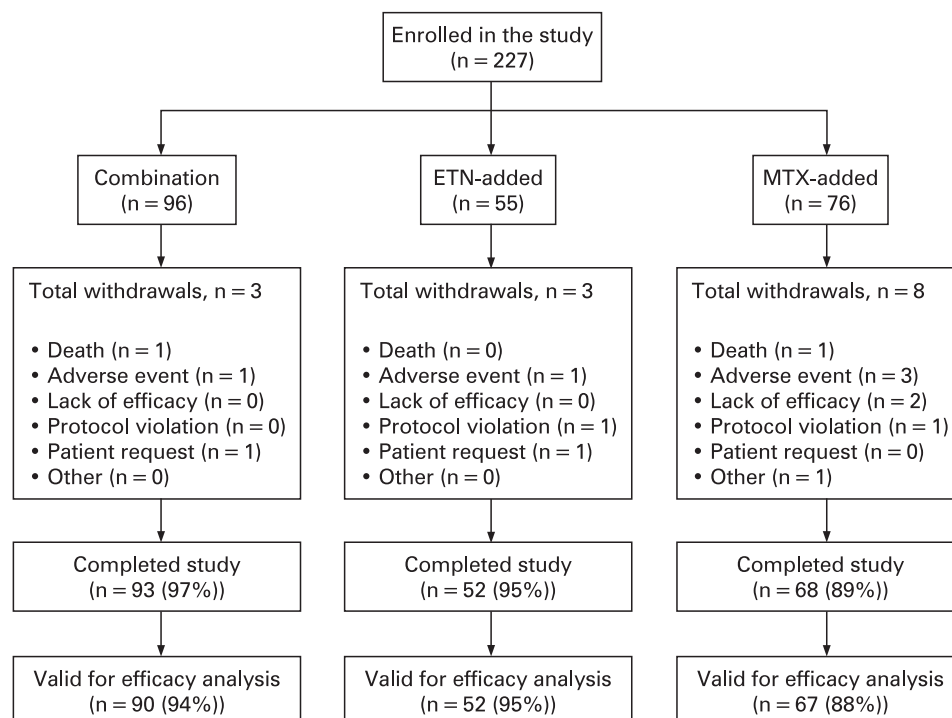 Enrolled in the study
(n = 227)
Combination
(n = 96)
ETN-added
(n = 55)
MTX-added
(n = 76)
Total withdrawals, n = 3
• Death (n = 1)
• Adverse event (n = 1)
• Lack of efficacy (n = 0)
• Protocol violation (n = 0)
• Patient request (n = 1)
• Other (n = 0)
Total withdrawals, n = 3
• Death (n = 0)
• Adverse event (n = 1)
• Lack of efficacy (n = 0)
• Protocol violation (n = 1)
• Patient request (n = 1)
• Other (n = 0)
Total withdrawals, n = 8
• Death (n = 1)
• Adverse event (n = 3)
• Lack of efficacy (n = 2)
• Protocol violation (n = 1)
• Patient request (n = 0)
• Other (n = 1)
Completed study
(n = 93 (97%))
Completed study
(n = 52 (95%))
Completed study
(n = 68 (89%))
Valid for efficacy analysis
(n = 90 (94%))
Valid for efficacy analysis
(n = 52 (95%))
Valid for efficacy analysis
(n = 67 (88%))